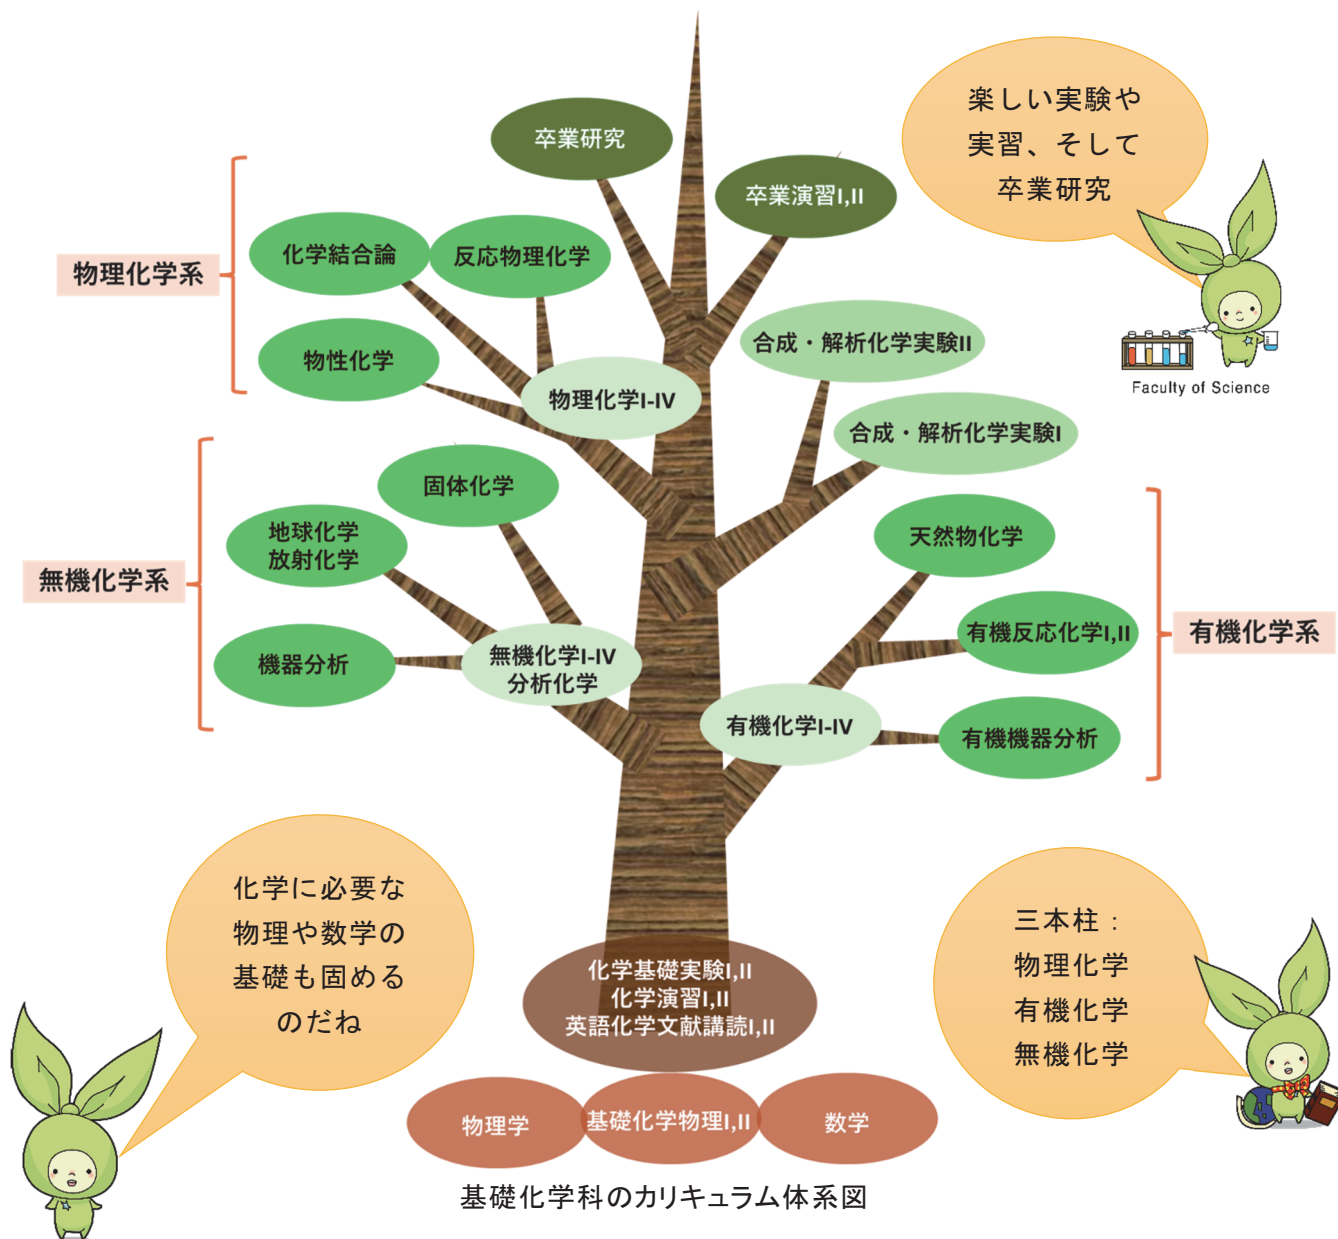 楽しい実験や
実習、そして
卒業研究
卒業研究
卒業演習I,II
物理化学系
化学結合論
反応物理化学
物性化学
物理化学I-IV
合成・解析化学実験II
合成・解析化学実験I
Faculty of Science
無機化学系
固体化学
地球化学
放射化学
機器分析
無機化学I-IV
分析化学
有機化学系
天然物化学
有機反応化学I,II
有機化学I-IV
有機機器分析
化学に必要な
物理や数学の
基礎も固める
のだね
三本柱：
物理化学
有機化学
無機化学
化学基礎実験I,II
化学演習I,II
英語化学文献講読I,II
物理学
基礎化学物理I,II
数学
基礎化学科のカリキュラム体系図